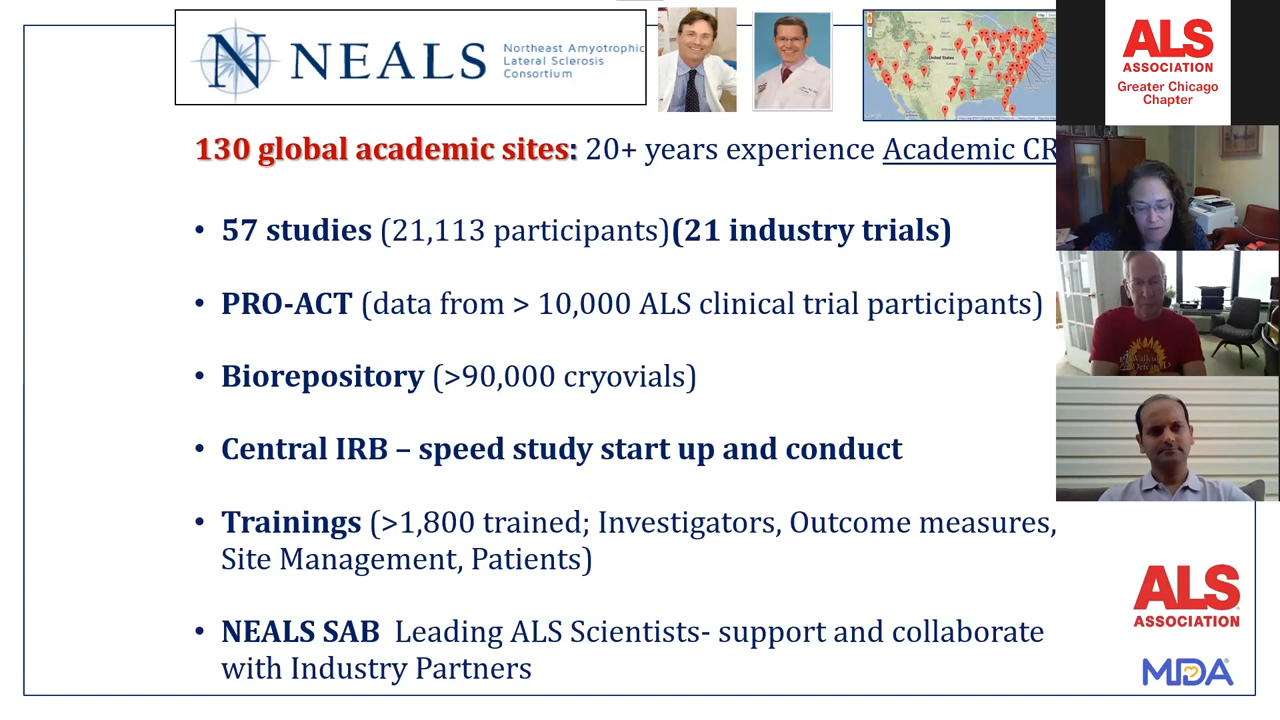 NEALS
Northeast Amyotrophic
Lateral Sclerosis
Consortium
United States
ALS
ASSOCIATION
Greater Chicago
Chapter
130 global academic sites: 20+ years experience Academic CR
• 57 studies (21,113 participants)(21 industry trials)
• PRO-ACT (data from > 10,000 ALS clinical trial participants)
• Biorepository (>90,000 cryovials)
• Central IRB – speed study start up and conduct
• Trainings (>1,800 trained; Investigators, Outcome measures,
Site Management, Patients)
• NEALS SAB Leading ALS Scientists- support and collaborate
with Industry Partners
ALS
ASSOCIATION
MDA